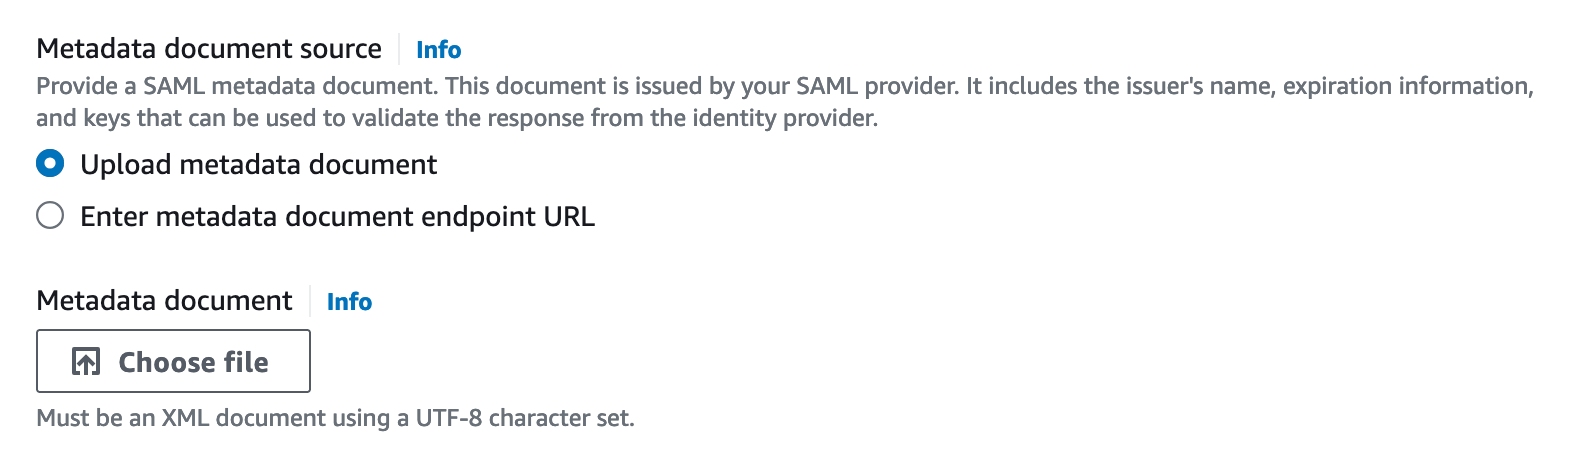 Metadata document source Info
Provide a SAML metadata document. This document is issued by your SAML provider. It includes the issuer's name, expiration information,
and keys that can be used to validate the response from the identity provider.
Upload metadata document
Enter metadata document endpoint URL
Metadata document Info
Choose file
Must be an XML document using a UTF-8 character set.